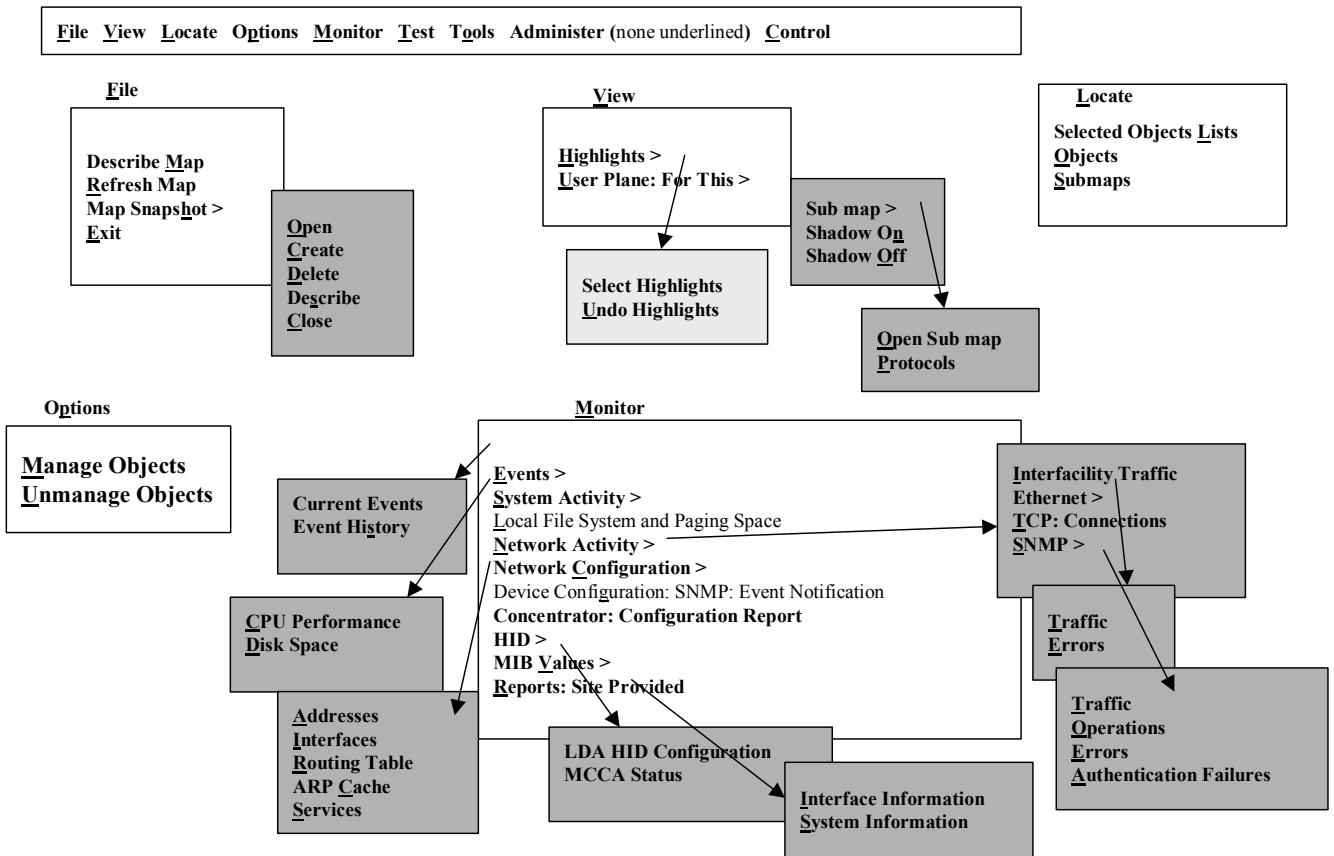 File View Locate Options Monitor Test Tools Administer (none underlined) Control
File
Describe Map
Refresh Map
Map Snapshot >
Exit
Open
Create
Delete
Describe
Close
View
Highlights >
User Plane: For This >
Select Highlights
Undo Highlights
Sub map >
Shadow On
Shadow Off
Open Sub map
Protocols
Locate
Selected Objects Lists
Objects
Submaps
Options
Manage Objects
Unmanage Objects
Monitor
Events >
System Activity >
Local File System and Paging Space
Network Activity >
Network Configuration >
Device Configuration: SNMP: Event Notification
Concentrator: Configuration Report
HID >
MIB Values >
Reports: Site Provided
Current Events
Event History
CPU Performance
Disk Space
Addresses
Interfaces
Routing Table
ARP Cache
Services
LDA HID Configuration
MCCA Status
Interface Information
System Information
Interfacility Traffic
Ethernet >
TCP: Connections
SNMP >
Traffic
Errors
Traffic
Operations
Errors
Authentication Failures